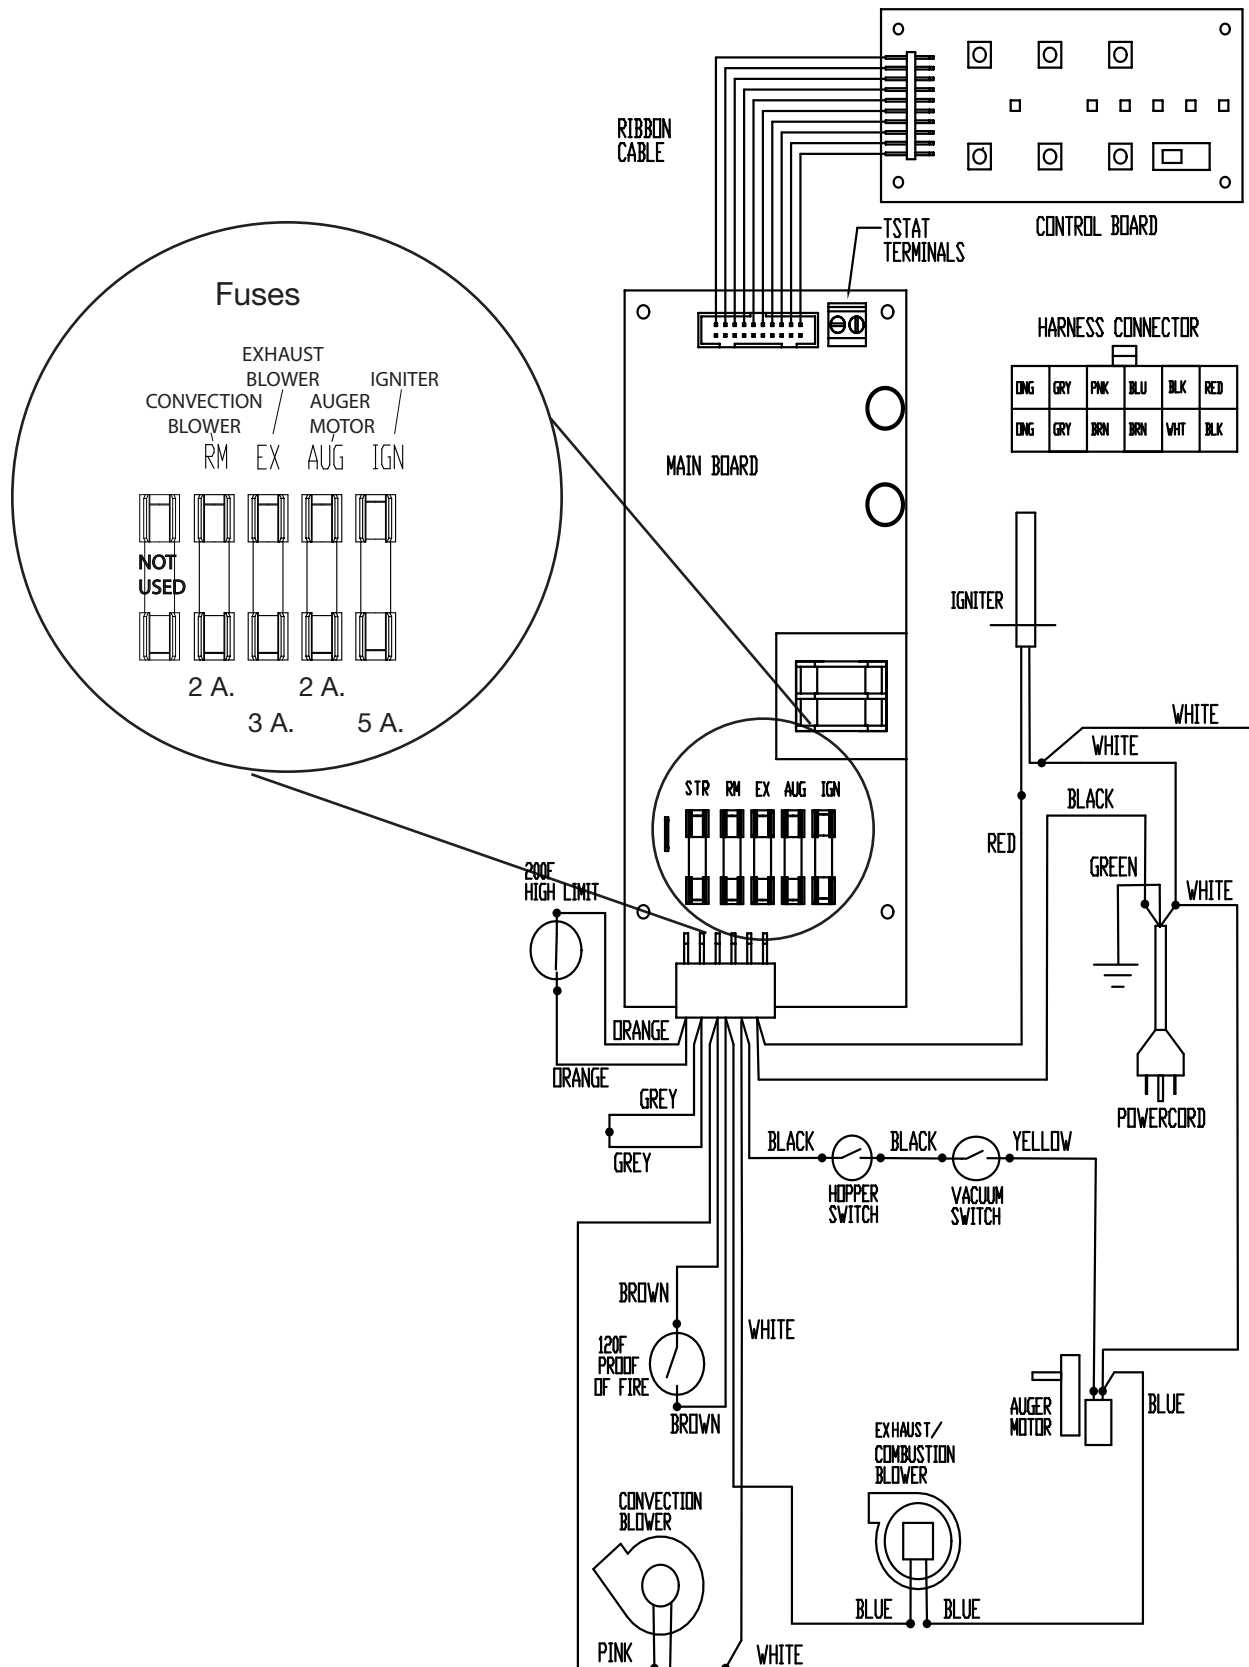 RIBBON
CABLE
CONTROL BOARD
TSTAT
TERMINALS
Fuses
EXHAUST
BLOWER
IGNITER
CONVECTION
BLOWER
AUGER
MOTOR
RM EX AUG IGN
NOT
USED
2 A. 2 A.
3 A. 5 A.
HARNESS CONNECTOR
ONG GRY PNK BLU BLK RED
ONG GRY BRN BRN WHT BLK
MAIN BOARD
IGNITER
WHITE
WHITE
BLACK
STR RM EX AUG IGN
RED
GREEN
WHITE
200F
HIGH LIMIT
ORANGE
ORANGE
GREY
GREY
POWERCORD
BLACK
BLACK
YELLOW
HOPPER
SWITCH
VACUUM
SWITCH
BROWN
WHITE
120F
PROOF
OF FIRE
BROWN
AUGER
MOTOR
BLUE
EXHAUST/
COMBUSTION
BLOWER
CONVECTION
BLOWER
BLUE
BLUE
PINK
WHITE